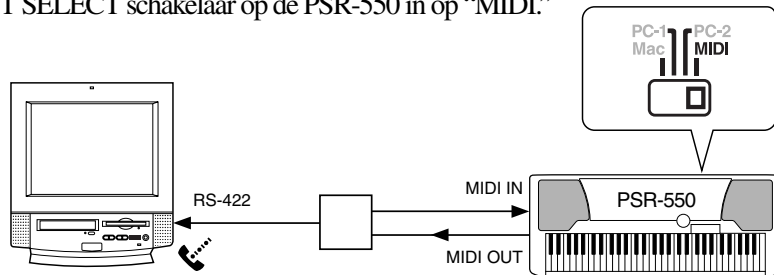 SELECT schakelaar op de PSR-550 in op “MIDI.”
PC-1 PC-2
Mac MIDI
RS-422
MIDI IN
PSR-550
MIDI OUT